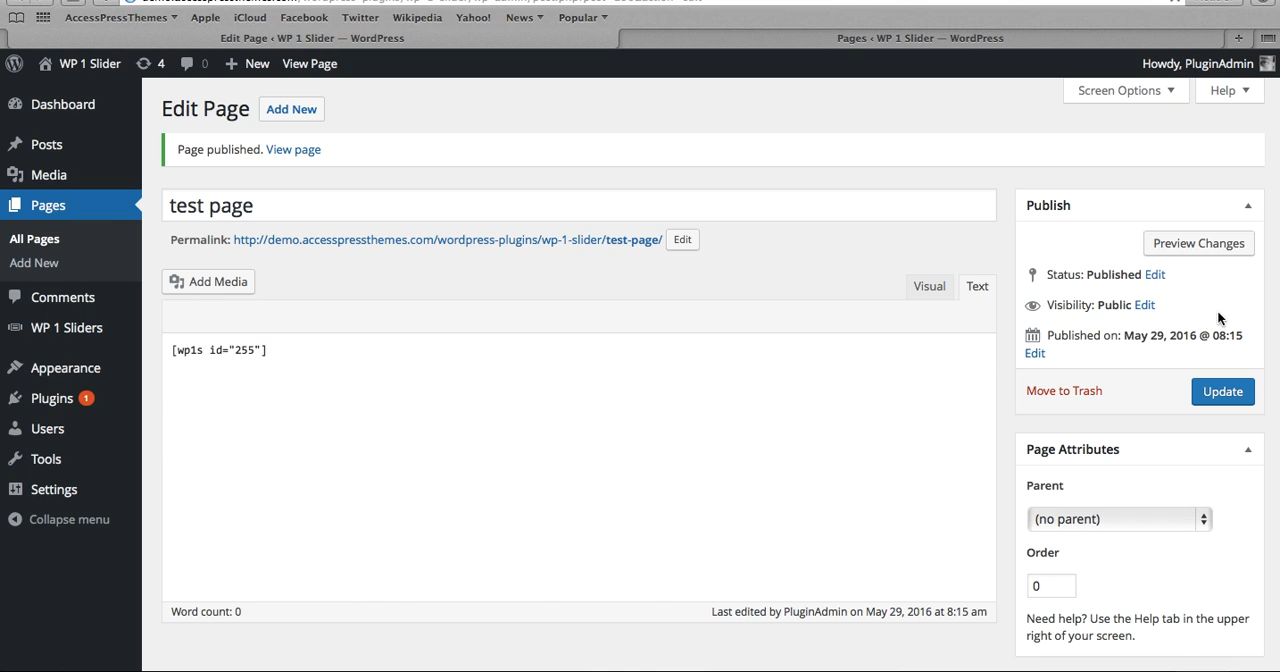 AccessPressThemes ▼ Apple iCloud Facebook Twitter Wikipedia Yahoo! News ▼ Popular ▼
Edit Page ‹ WP 1 Slider — WordPress
Pages ‹ WP 1 Slider — WordPress
WP 1 Slider 4 0 + New View Page
Howdy, PluginAdmin
Screen Options ▼
Help ▼
Dashboard
Posts
Media
Pages
All Pages
Add New
Comments
WP 1 Sliders
Appearance
Plugins 1
Users
Tools
Settings
Collapse menu
Edit Page Add New
Page published. View page
test page
Permalink: http://demo.accesspressthemes.com/wordpress-plugins/wp-1-slider/test-page/ Edit
Add Media
Visual Text
[wp1s id="255"]
Word count: 0
Last edited by PluginAdmin on May 29, 2016 at 8:15 am
Publish
Preview Changes
Status: Published Edit
Visibility: Public Edit
Published on: May 29, 2016 @ 08:15
Edit
Move to Trash
Update
Page Attributes
Parent
(no parent)
Order
0
Need help? Use the Help tab in the upper
right of your screen.